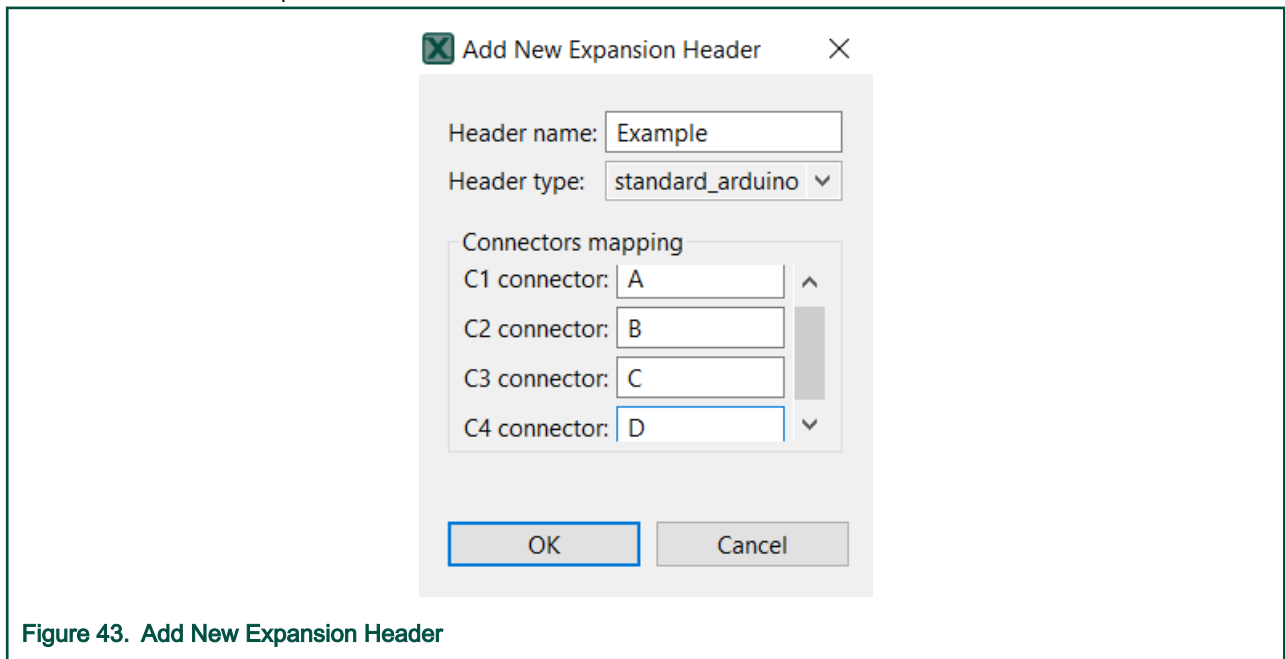 Add New Expansion Header
Header name: Example
Header type: standard_arduino
Connectors mapping
C1 connector: A
C2 connector: B
C3 connector: C
C4 connector: D
OK Cancel
Figure 43. Add New Expansion Header